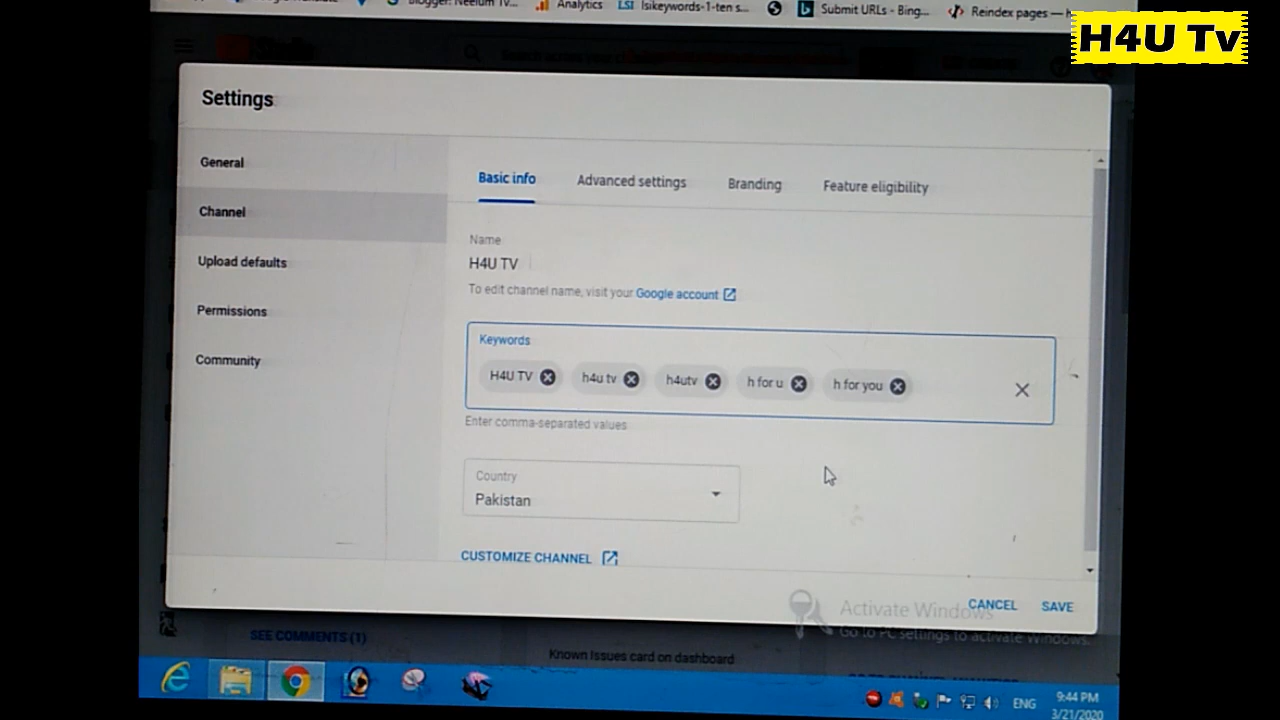 Analytics
lsikeywords-1-ten s...
Submit URLs - Bing...
Reindex pages —
H4U Tv
Settings
General
Channel
Upload defaults
Permissions
Community
Basic info
Advanced settings
Branding
Feature eligibility
Name
H4U TV
To edit channel name, visit your Google account
Keywords
H4U TV
h4u tv
h4utv
h for u
h for you
Enter comma-separated values
Country
Pakistan
CUSTOMIZE CHANNEL
Activate Windows
Go to PC settings to activate Windows.
CANCEL
SAVE
SEE COMMENTS (1)
Known Issues card on dashboard
ENG
9:44 PM
3/21/2020